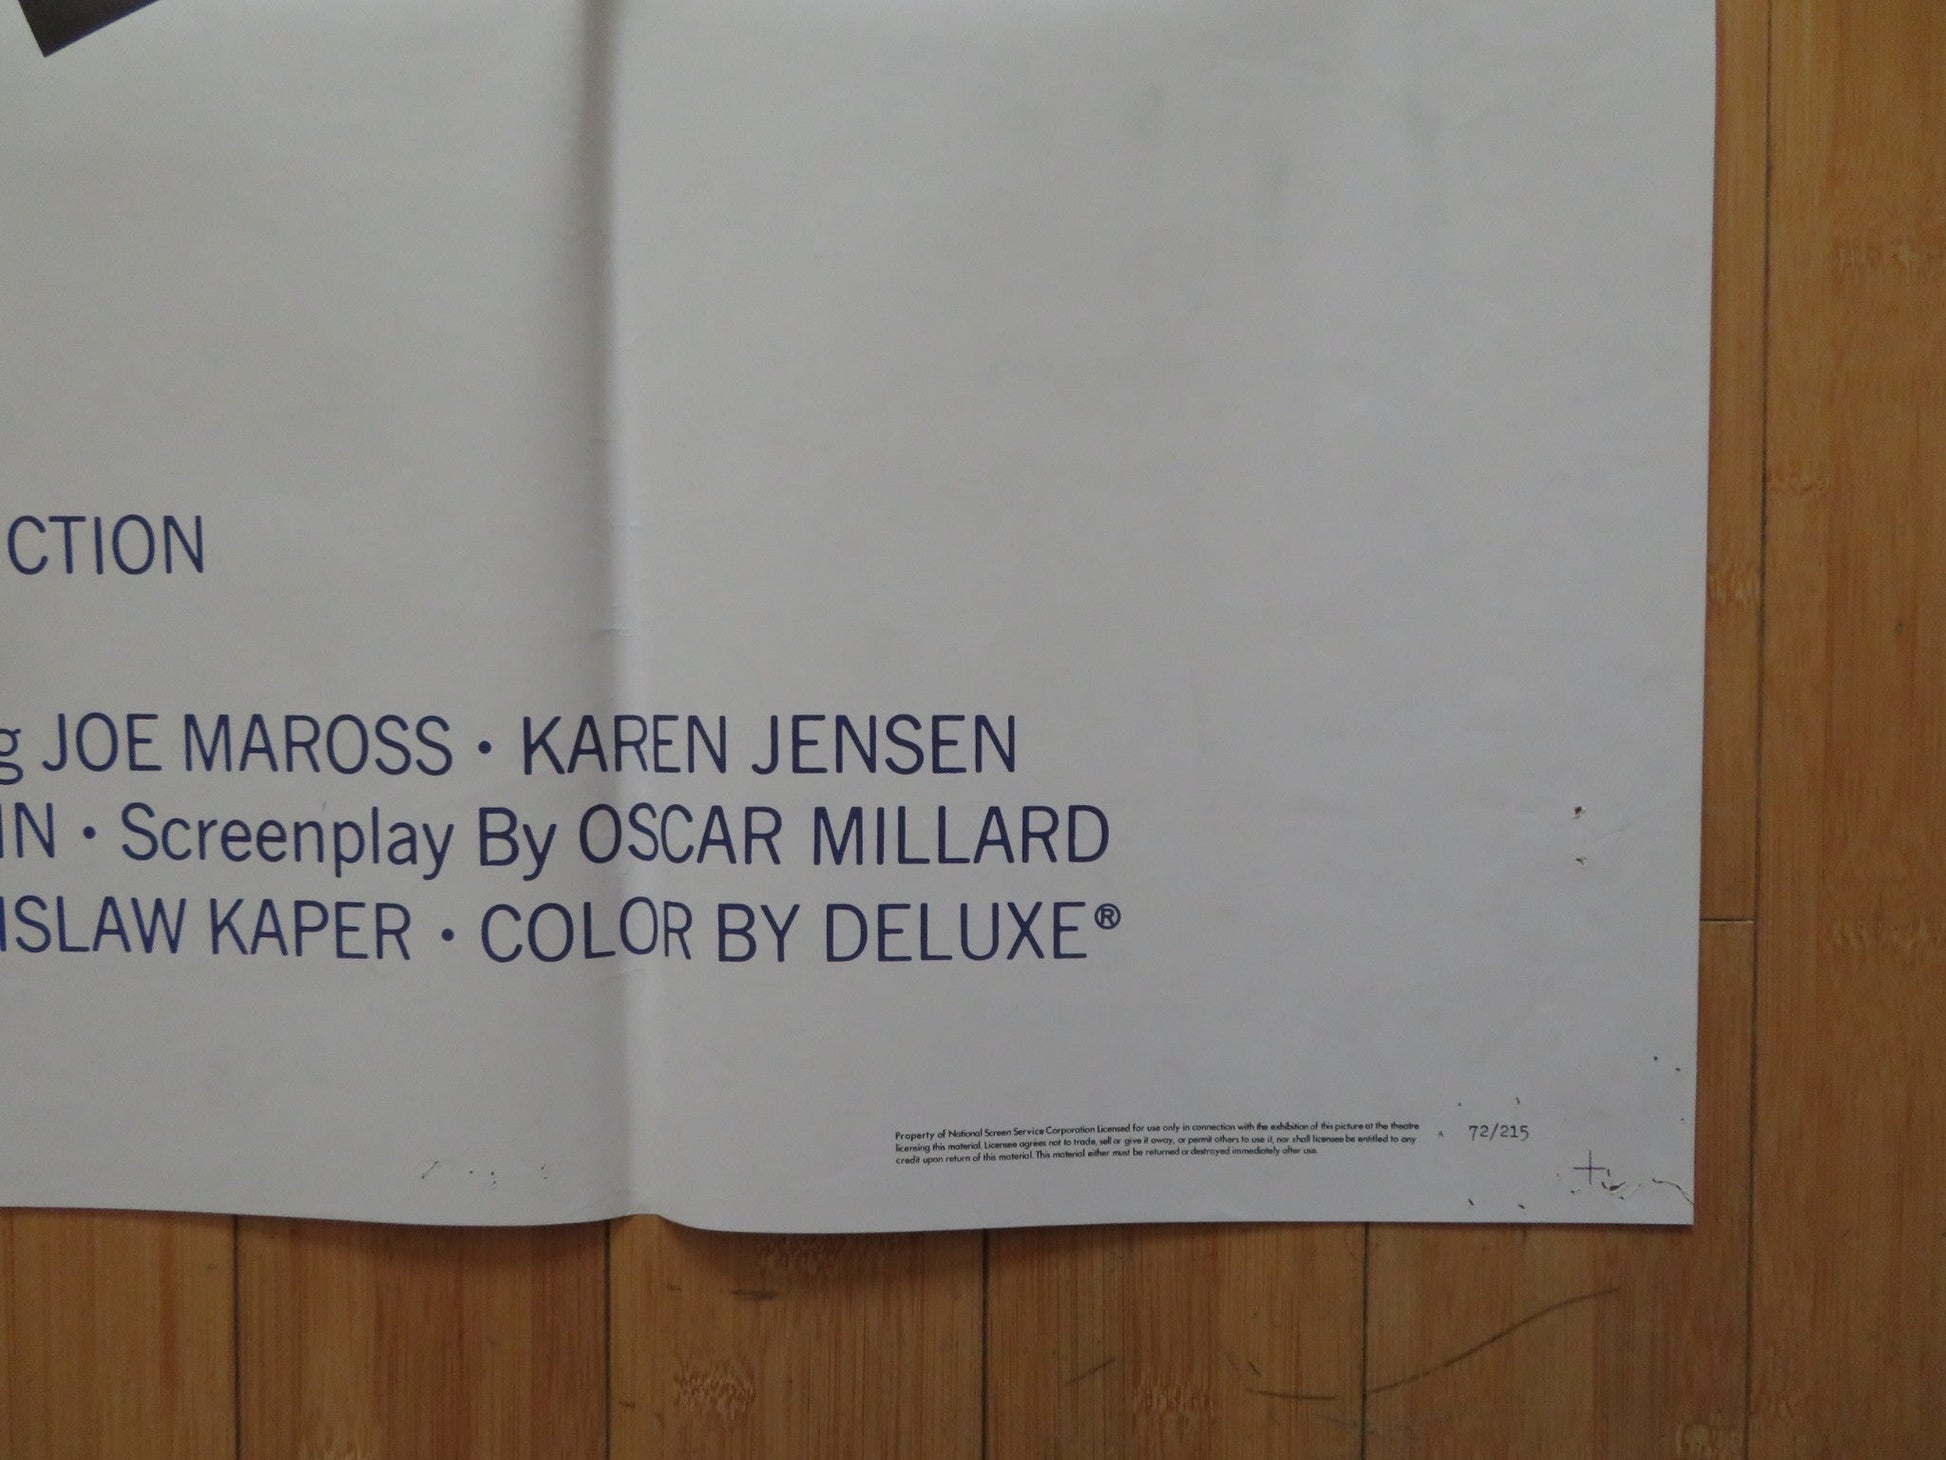 CTION
g JOE MAROSS • KAREN JENSEN
IN • Screenplay By OSCAR MILLARD
ISLAW KAPER • COLOR BY DELUXE®
Property of National Screen Service Corporation Licensed for use only in connection with the exhibition of this picture at the theatre
licensing this material. Licensee agrees not to trade, sell or give it away, or permit others to use it, nor shall licensee be entitled to any
credit upon return of this material. This material either must be returned or destroyed immediately after use.
72/215